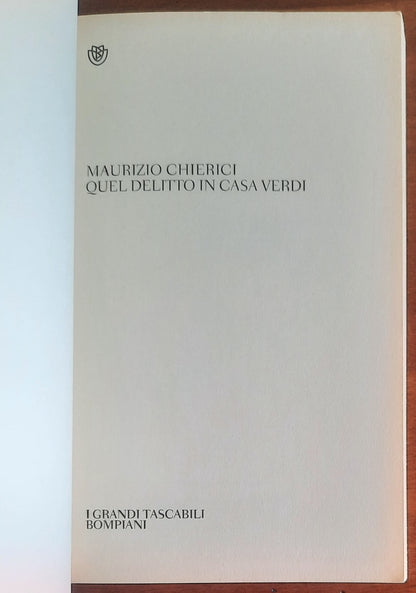 MAURIZIO CHIERICI
QUEL DELITTO IN CASA VERDI
I GRANDI TASCABILI
BOMPIANI